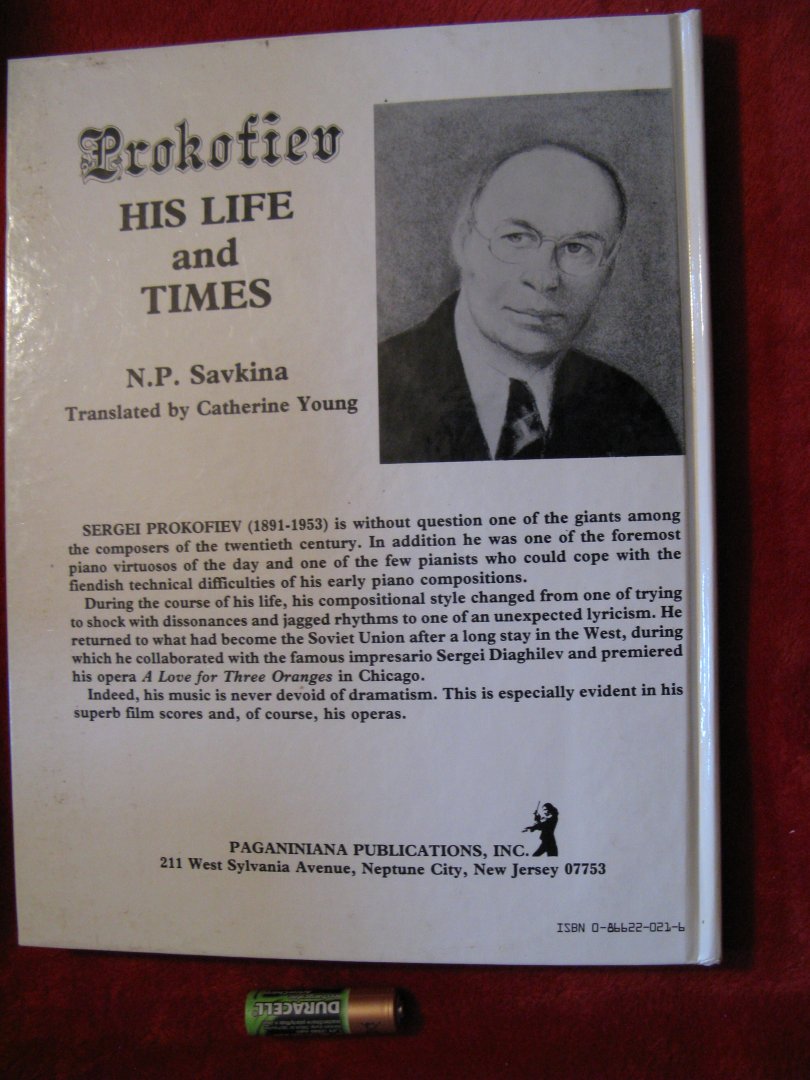 Prokofiev
HIS LIFE
and
TIMES
N.P. Savkina
Translated by Catherine Young
SERGEI PROKOFIEV (1891-1953) is without question one of the giants among
the composers of the twentieth century. In addition he was one of the foremost
piano virtuosos of the day and one of the few pianists who could cope with the
fiendish technical difficulties of his early piano compositions.
During the course of his life, his compositional style changed from one of trying
to shock with dissonances and jagged rhythms to one of an unexpected lyricism. He
returned to what had become the Soviet Union after a long stay in the West, during
which he collaborated with the famous impresario Sergei Diaghilev and premiered
his opera A Love for Three Oranges in Chicago.
Indeed, his music is never devoid of dramatism. This is especially evident in his
superb film scores and, of course, his operas.
PAGANINIANA PUBLICATIONS, INC.
211 West Sylvania Avenue, Neptune City, New Jersey 07753
ISBN 0-86622-021-6
DURACELL